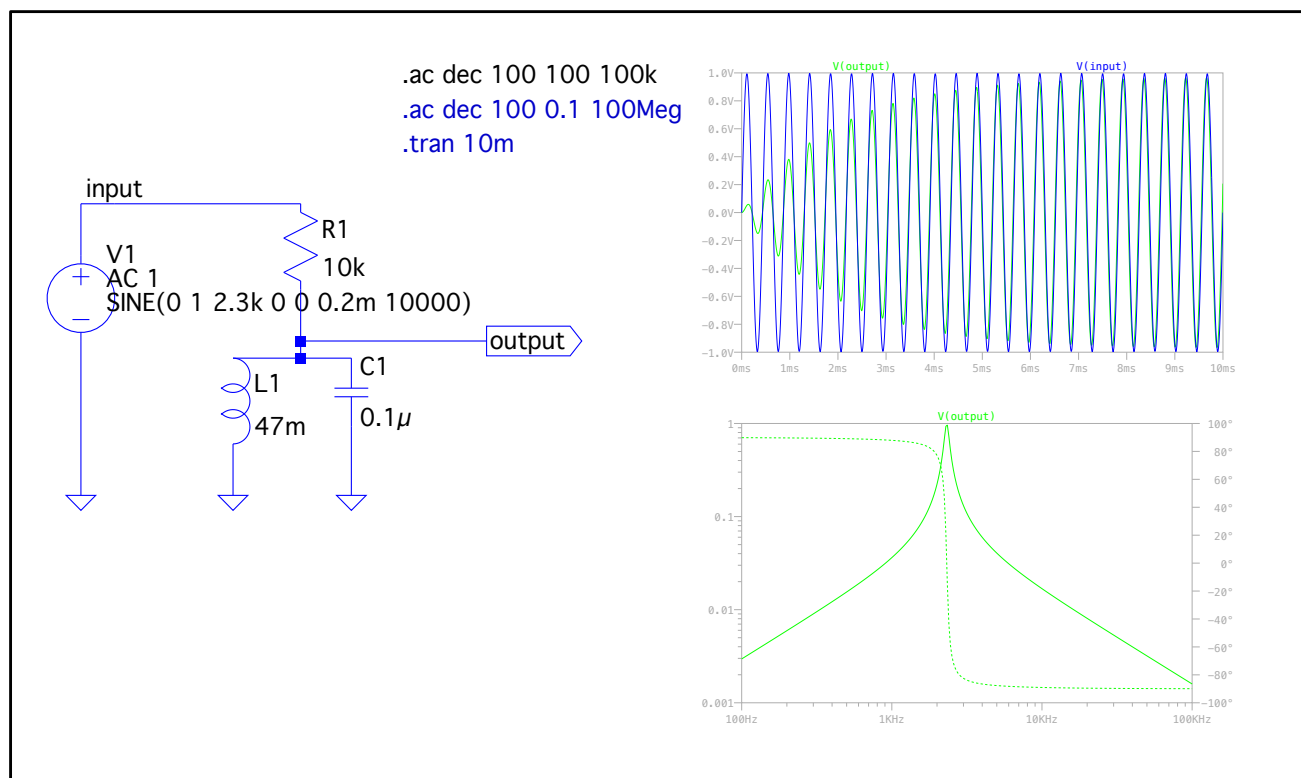 .ac dec 100 100 100k
.ac dec 100 0.1 100Meg
.tran 10m
input
R1
10k
V1
AC 1
SINE(0 1 2.3k 0 0 0.2m 10000)
output
L1
47m
C1
0.1µ
V(output) V(input)
1.0V
0.8V
0.6V
0.4V
0.2V
0.0V
-0.2V
-0.4V
-0.6V
-0.8V
-1.0V
0ms 1ms 2ms 3ms 4ms 5ms 6ms 7ms 8ms 9ms 10ms
V(output)
1 100°
80°
60°
0.1 40°
20°
0°
-20°
0.01 -40°
-60°
-80°
0.001 -100°
100Hz 1KHz 10KHz 100KHz